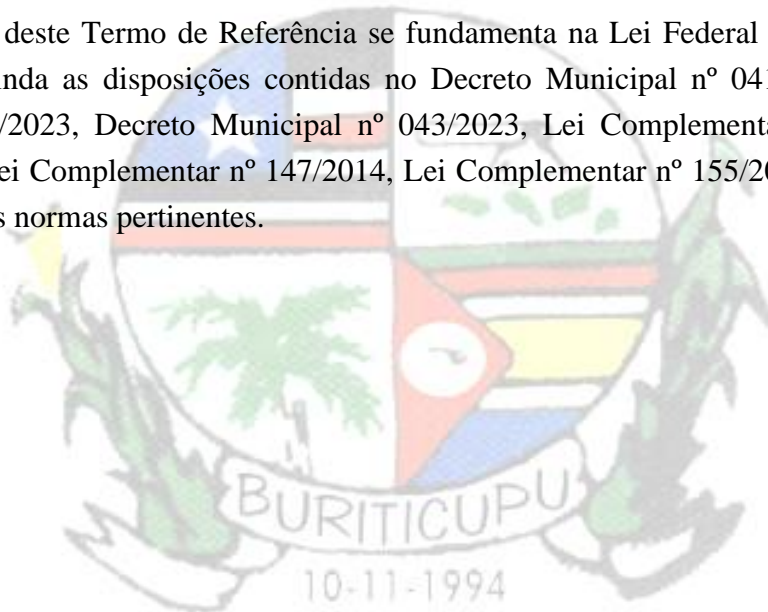 deste Termo de Referência se fundamenta na Lei Federal
as disposições contidas no Decreto Municipal nº 041
/2023, Decreto Municipal nº 043/2023, Lei Complementa
ei Complementar nº 147/2014, Lei Complementar nº 155/20
s normas pertinentes.
BURITICUPU
10-11-1994